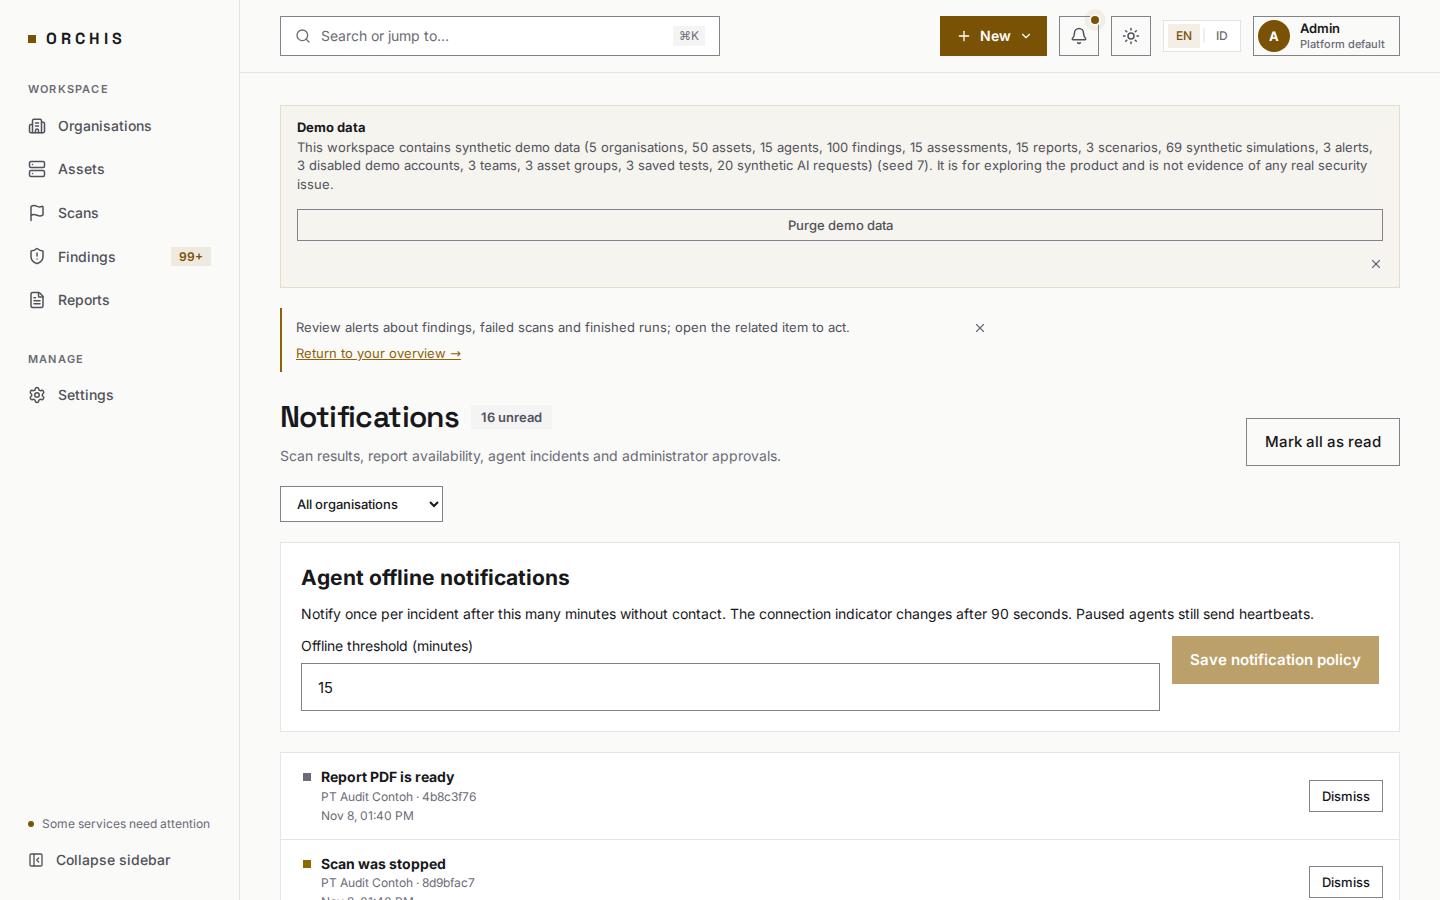 ORCHIS
Search or jump to...
⌘K
New
EN
ID
A
Admin
Platform default
WORKSPACE
Organisations
Assets
Scans
Findings
99+
Reports
MANAGE
Settings
Some services need attention
Collapse sidebar
Demo data
This workspace contains synthetic demo data (5 organisations, 50 assets, 15 agents, 100 findings, 15 assessments, 15 reports, 3 scenarios, 69 synthetic simulations, 3 alerts,
3 disabled demo accounts, 3 teams, 3 asset groups, 3 saved tests, 20 synthetic AI requests) (seed 7). It is for exploring the product and is not evidence of any real security
issue.
Purge demo data
Review alerts about findings, failed scans and finished runs; open the related item to act.
Return to your overview →
Notifications
16 unread
Scan results, report availability, agent incidents and administrator approvals.
Mark all as read
All organisations
Agent offline notifications
Notify once per incident after this many minutes without contact. The connection indicator changes after 90 seconds. Paused agents still send heartbeats.
Offline threshold (minutes)
15
Save notification policy
Report PDF is ready
PT Audit Contoh · 4b8c3f76
Nov 8, 01:40 PM
Dismiss
Scan was stopped
PT Audit Contoh · 8d9bfac7
Nov 8, 01:40 PM
Dismiss